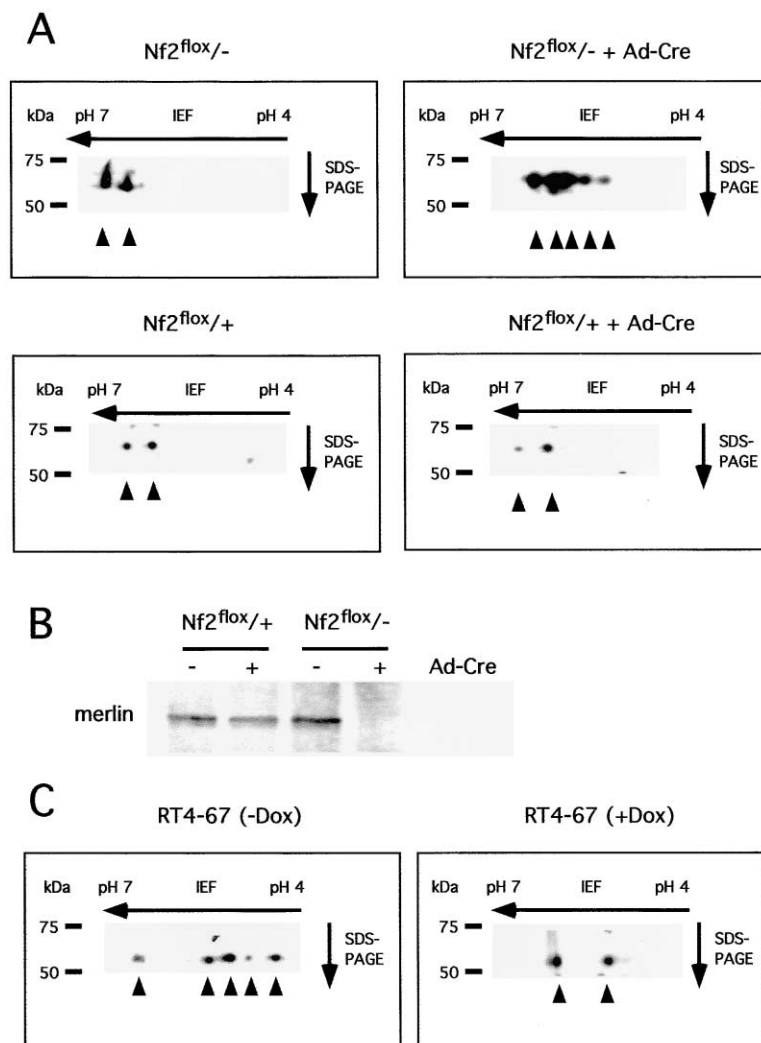 A
Nf2flox/-
Nf2flox/- + Ad-Cre
kDa pH 7 IEF pH 4
75
50
SDS-
PAGE
kDa pH 7 IEF pH 4
75
50
SDS-
PAGE
Nf2flox/+
Nf2flox/+ + Ad-Cre
kDa pH 7 IEF pH 4
75
50
SDS-
PAGE
kDa pH 7 IEF pH 4
75
50
SDS-
PAGE
B
Nf2flox/+ Nf2flox/-
- + - + Ad-Cre
merlin
C
RT4-67 (-Dox)
RT4-67 (+Dox)
kDa pH 7 IEF pH 4
75
50
SDS-
PAGE
kDa pH 7 IEF pH 4
75
50
SDS-
PAGE